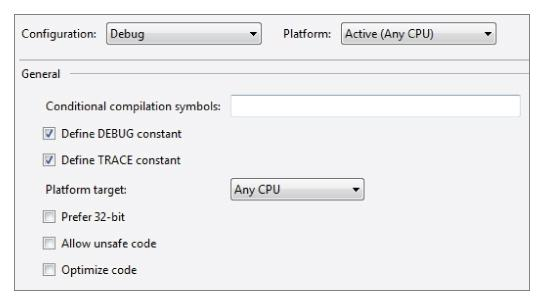 Configuration: Debug Platform: Active (Any CPU)
General
Conditional compilation symbols:
Define DEBUG constant
Define TRACE constant
Platform target: Any CPU
Prefer 32-bit
Allow unsafe code
Optimize code